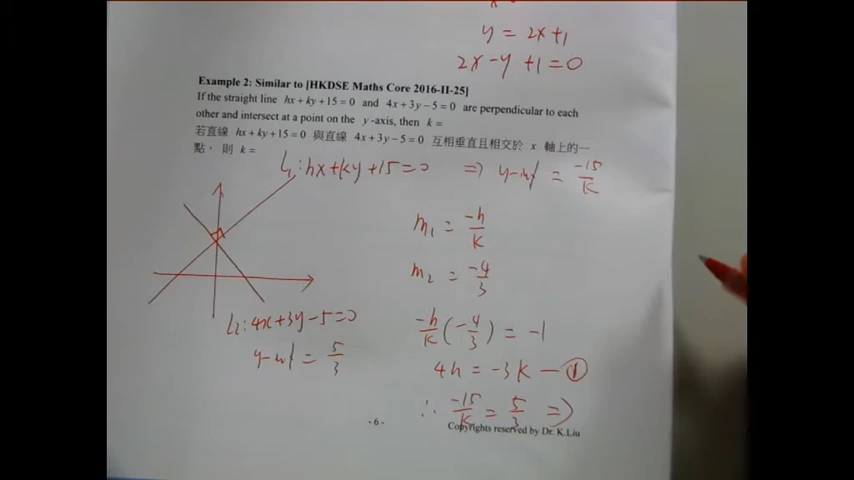 y = 2x+1
2x-y+1=0
Example 2: Similar to [HKDSE Maths Core 2016-II-25]
If the straight line hx + ky + 15 = 0 and 4x + 3y − 5 = 0 are perpendicular to each
other and intersect at a point on the y-axis, then k =
若直線 hx + ky + 15 = 0 與直線 4x + 3y − 5 = 0 互相垂直且相交於 x 軸上的一
點，則 k =
L₁: hx+ky+15=0 ⇒ y-int = -15/k
m₁ = -h/k
m₂ = -4/3
L₂: 4x+3y-5=0
y-int = 5/3
-h/k (-4/3) = -1
4h = -3k — ①
∴ -15/k = 5/3 ⇒
- 6 -
Copyrights reserved by Dr. K.Liu